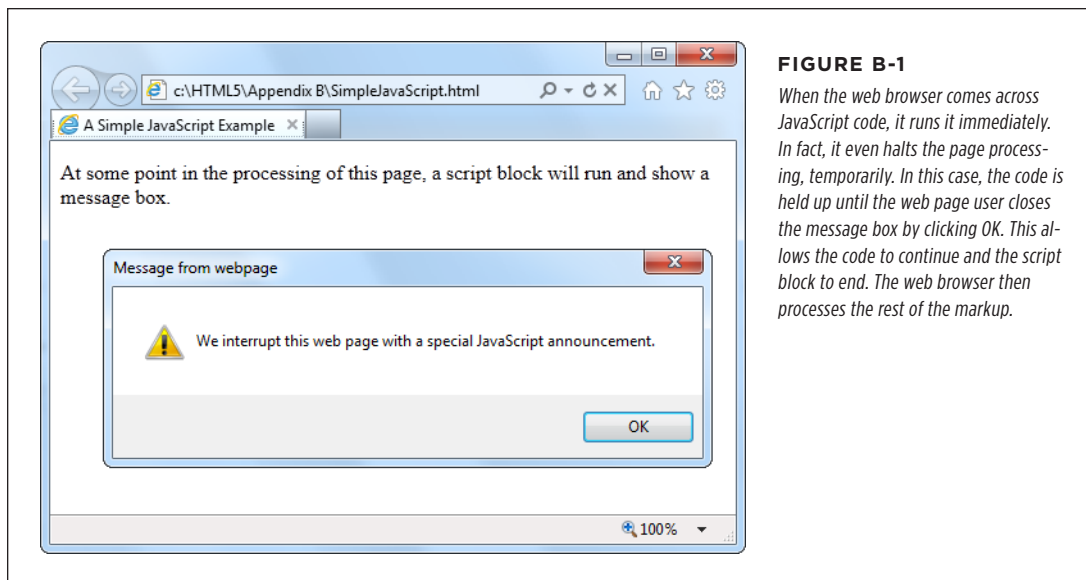 c:\HTML5\Appendix B\SimpleJavaScript.html
A Simple JavaScript Example
At some point in the processing of this page, a script block will run and show a
message box.
Message from webpage
We interrupt this web page with a special JavaScript announcement.
OK
100%
FIGURE B-1
When the web browser comes across
JavaScript code, it runs it immediately.
In fact, it even halts the page process-
ing, temporarily. In this case, the code is
held up until the web page user closes
the message box by clicking OK. This al-
lows the code to continue and the script
block to end. The web browser then
processes the rest of the markup.